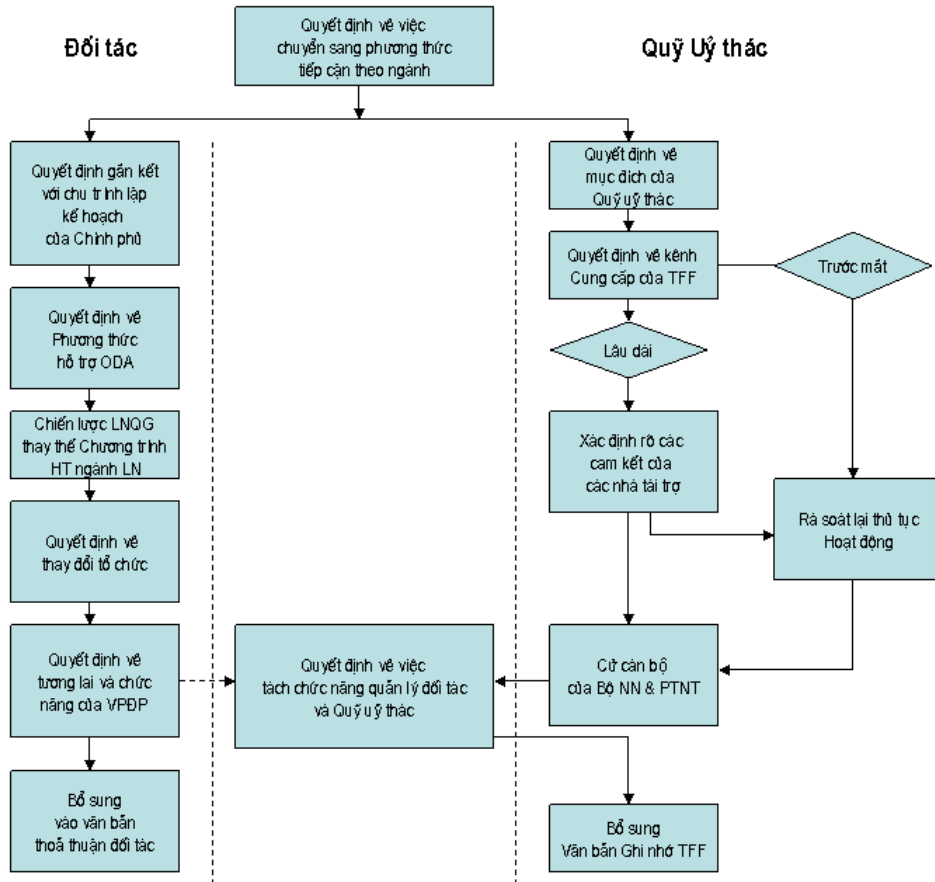 Đối tác
Quyết định về việc
chuyển sang phương thức
tiếp cận theo ngành
Quỹ Uỷ thác
Quyết định gắn kết
với chu trình lập
kế hoạch
của Chính phủ
Quyết định về
Phương thức
hỗ trợ ODA
Chiến lược LNQG
thay thế Chương trình
HT ngành LN
Quyết định về
thay đổi tổ chức
Quyết định về
tương lai và chức
năng của VPĐP
Bổ sung
vào văn bản
thoả thuận đối tác
Quyết định về việc
tách chức năng quản lý đối tác
và Quỹ uỷ thác
Quyết định về
mục đích của
Quỹ uỷ thác
Quyết định về kênh
Cung cấp của TFF
Trước mắt
Lâu dài
Xác định rõ các
cam kết của
các nhà tài trợ
Rà soát lại thủ tục
Hoạt động
Cử cán bộ
của Bộ NN & PTNT
Bổ sung
Văn bản Ghi nhớ TFF